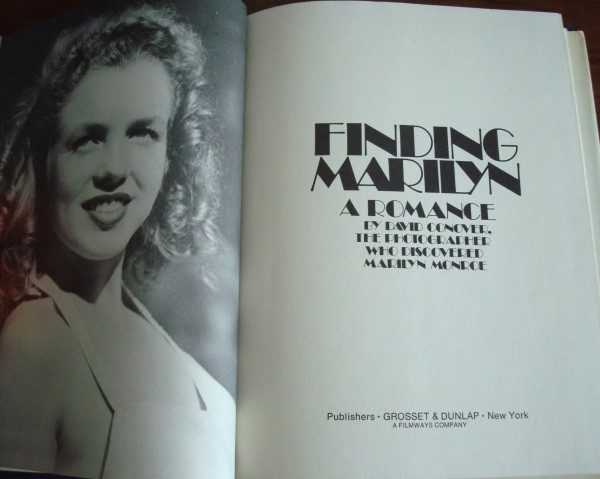 FINDING
MARILYN
A ROMANCE
BY DAVID CONOVER,
THE PHOTOGRAPHER
WHO DISCOVERED
MARILYN MONROE
Publishers · GROSSET & DUNLAP · New York
A FILMWAYS COMPANY